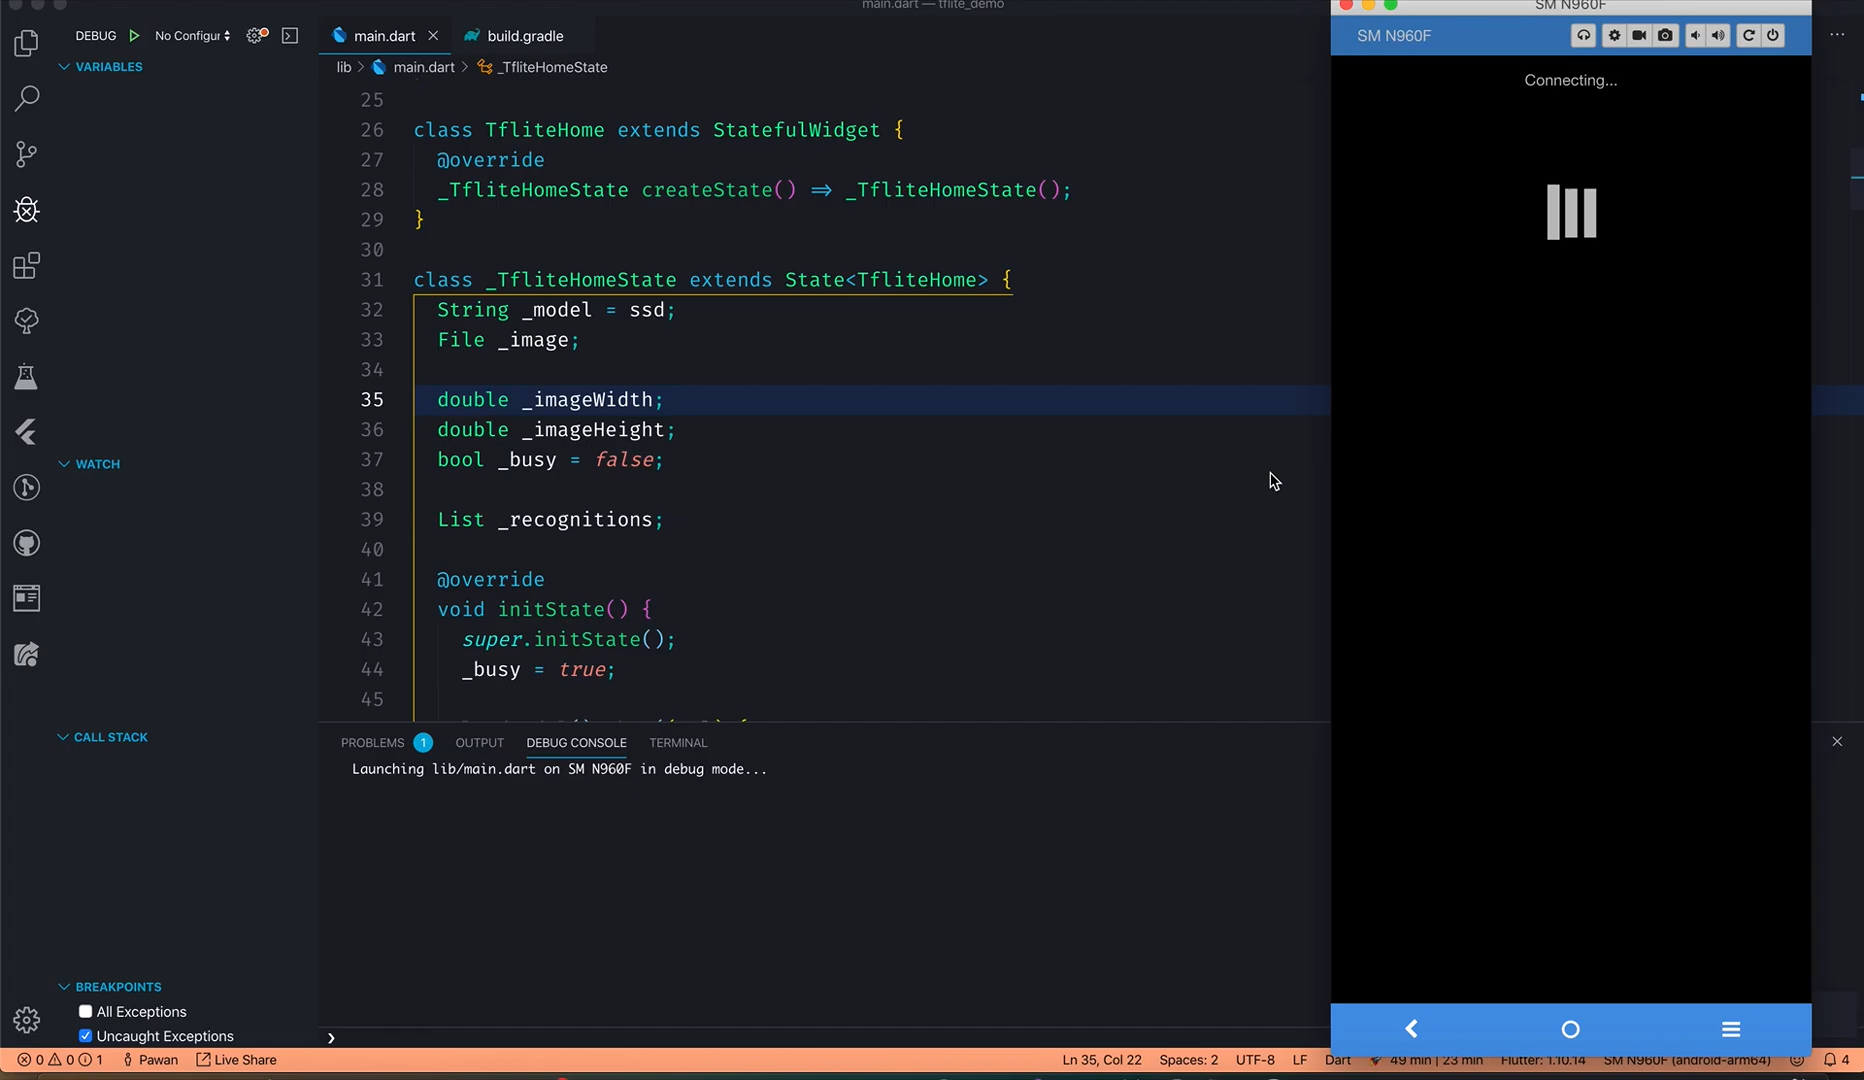 main.dart — tflite_demo
DEBUG No Configur
main.dart
build.gradle
lib > main.dart > _TfliteHomeState
VARIABLES
WATCH
CALL STACK
BREAKPOINTS
All Exceptions
Uncaught Exceptions
25
26 class TfliteHome extends StatefulWidget {
27 @override
28 _TfliteHomeState createState() => _TfliteHomeState();
29 }
30
31 class _TfliteHomeState extends State<TfliteHome> {
32 String _model = ssd;
33 File _image;
34
35 double _imageWidth;
36 double _imageHeight;
37 bool _busy = false;
38
39 List _recognitions;
40
41 @override
42 void initState() {
43 super.initState();
44 _busy = true;
45
PROBLEMS 1 OUTPUT DEBUG CONSOLE TERMINAL
Launching lib/main.dart on SM N960F in debug mode...
SM N960F
SM N960F
Connecting...
0 0 1 Pawan Live Share Ln 35, Col 22 Spaces: 2 UTF-8 LF Dart 49 min | 23 min Flutter: 1.10.14 SM N960F (android-arm64) 4